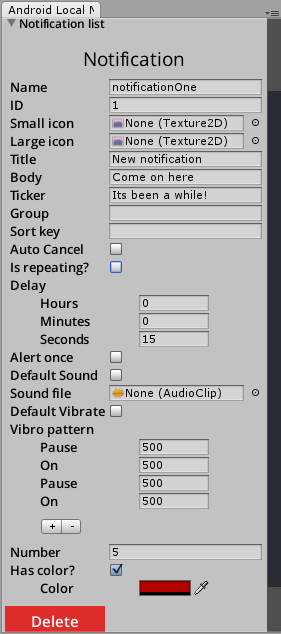 Android Local N
Notification list
Notification
Name notificationOne
ID 1
Small icon None (Texture2D)
Large icon None (Texture2D)
Title New notification
Body Come on here
Ticker Its been a while!
Group
Sort key
Auto Cancel
Is repeating?
Delay
Hours 0
Minutes 0
Seconds 15
Alert once
Default Sound
Sound file None (AudioClip)
Default Vibrate
Vibro pattern
Pause 500
On 500
Pause 500
On 500
+ -
Number 5
Has color?
Color
Delete